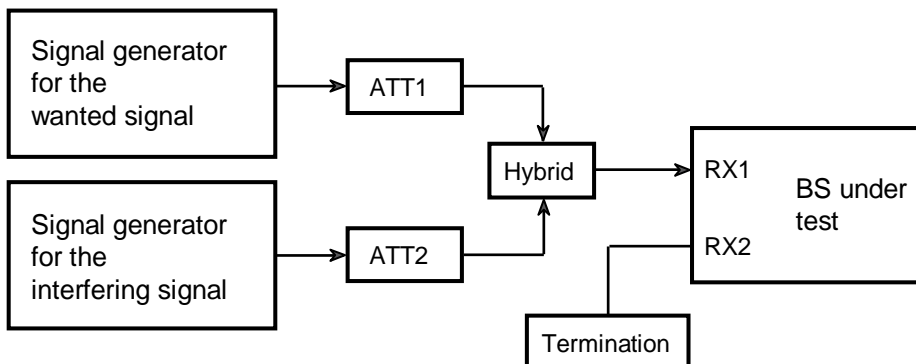 Signal generator
for the
wanted signal
ATT1
Hybrid
Signal generator
for the
interfering signal
ATT2
RX1
BS under
test
RX2
Termination